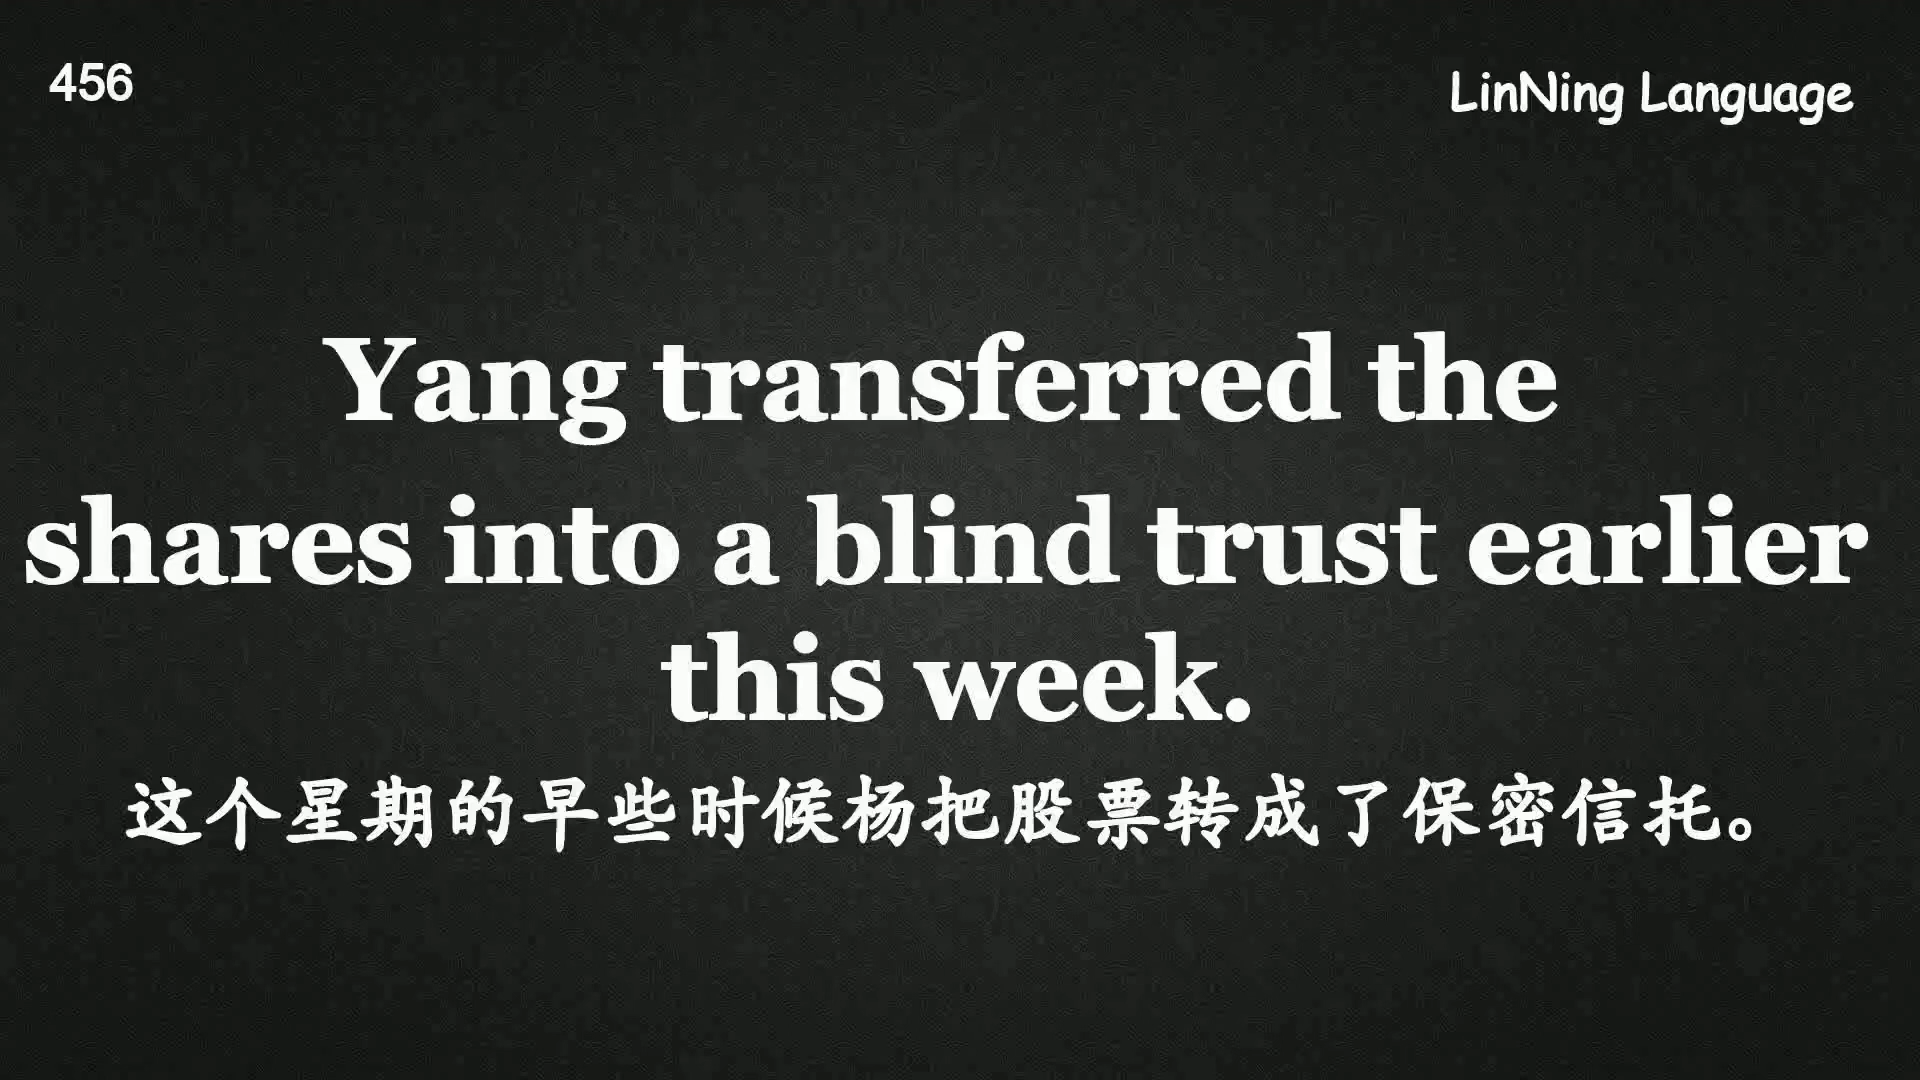 456
LinNing Language
Yang transferred the
shares into a blind trust earlier
this week.
这个星期的早些时候杨把股票转成了保密信托。